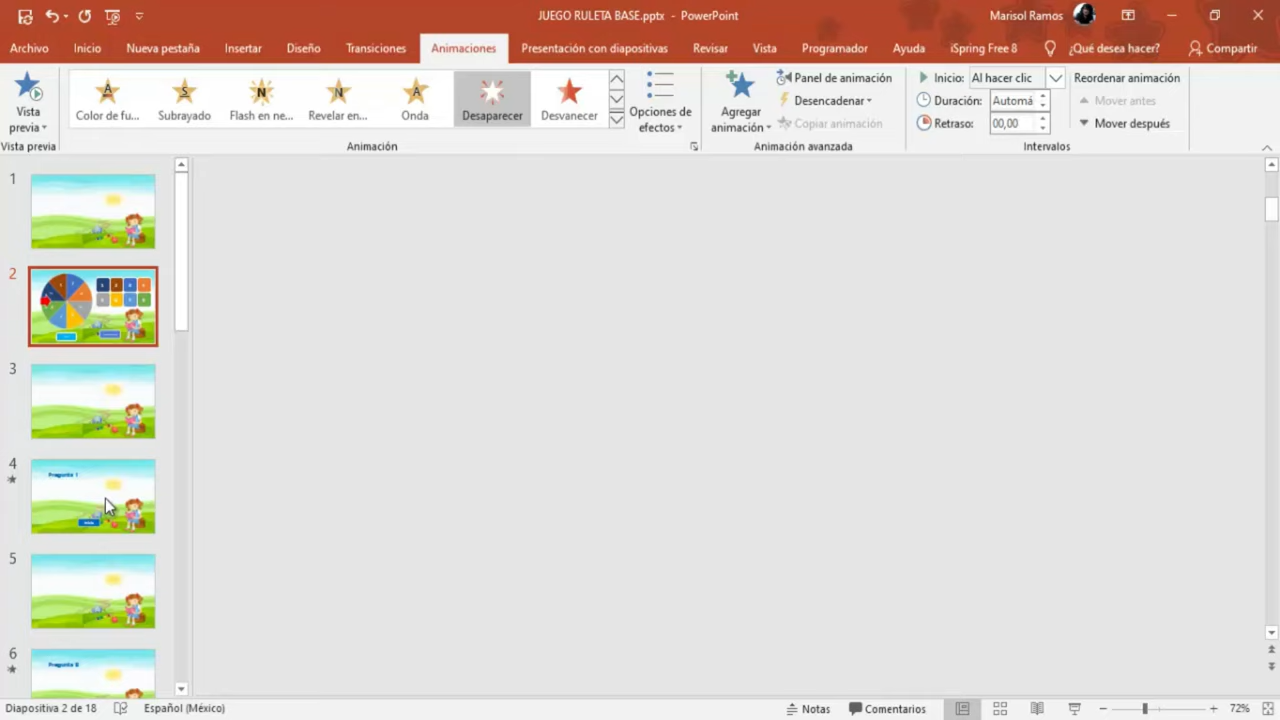 JUEGO RULETA BASE.pptx - PowerPoint
Marisol Ramos
Archivo
Inicio
Nueva pestaña
Insertar
Diseño
Transiciones
Animaciones
Presentación con diapositivas
Revisar
Vista
Programador
Ayuda
iSpring Free 8
¿Qué desea hacer?
Compartir
Vista
previa
Vista previa
Color de fu...
Subrayado
Flash en ne...
Revelar en...
Onda
Desaparecer
Desvanecer
Opciones de
efectos
Animación
Agregar
animación
Panel de animación
Desencadenar
Copiar animación
Animación avanzada
Inicio: Al hacer clic
Duración: Automá
Retraso: 00,00
Reordenar animación
Mover antes
Mover después
Intervalos
1
2
3
4
Pregunta 1
5
6
Diapositiva 2 de 18
Español (México)
Notas
Comentarios
72%